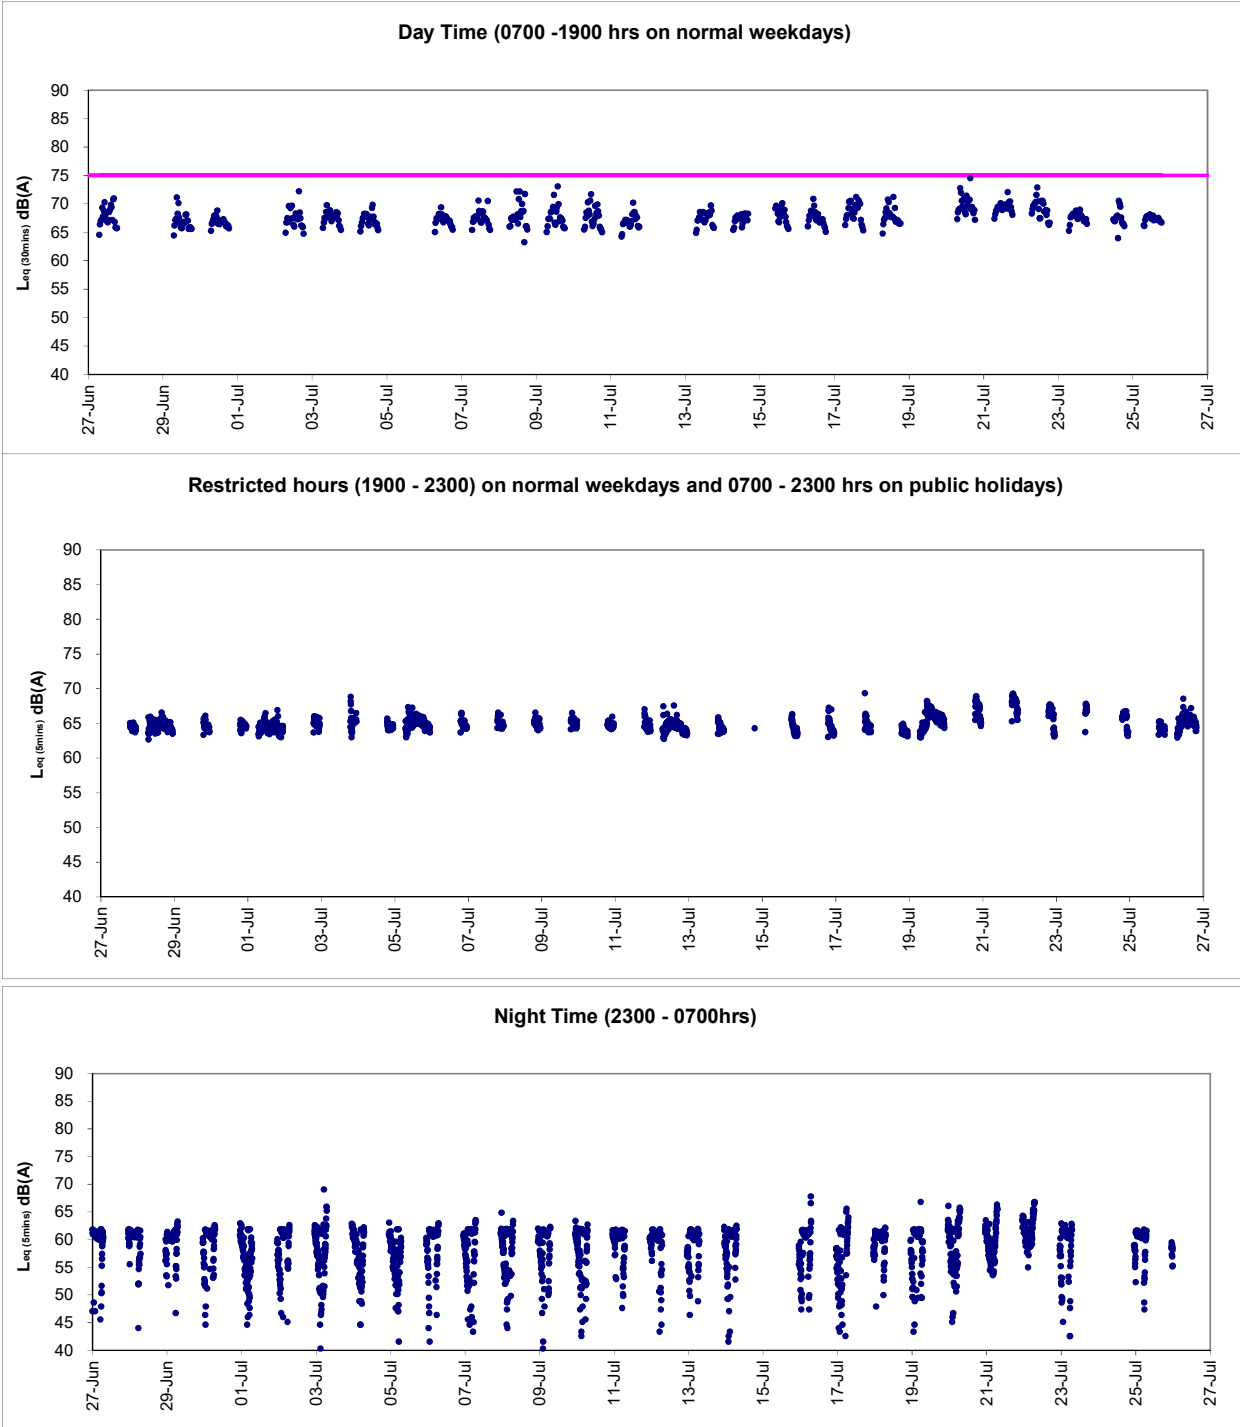 Day Time (0700 -1900 hrs on normal weekdays)
90
85
80
75
70
65
60
55
50
45
40
Leq (30mins) dB(A)
27-Jun
29-Jun
01-Jul
03-Jul
05-Jul
07-Jul
09-Jul
11-Jul
13-Jul
15-Jul
17-Jul
19-Jul
21-Jul
23-Jul
25-Jul
27-Jul
Restricted hours (1900 - 2300) on normal weekdays and 0700 - 2300 hrs on public holidays)
90
85
80
75
70
65
60
55
50
45
40
Leq (5mins) dB(A)
27-Jun
29-Jun
01-Jul
03-Jul
05-Jul
07-Jul
09-Jul
11-Jul
13-Jul
15-Jul
17-Jul
19-Jul
21-Jul
23-Jul
25-Jul
27-Jul
Night Time (2300 - 0700hrs)
90
85
80
75
70
65
60
55
50
45
40
Leq (5mins) dB(A)
27-Jun
29-Jun
01-Jul
03-Jul
05-Jul
07-Jul
09-Jul
11-Jul
13-Jul
15-Jul
17-Jul
19-Jul
21-Jul
23-Jul
25-Jul
27-Jul